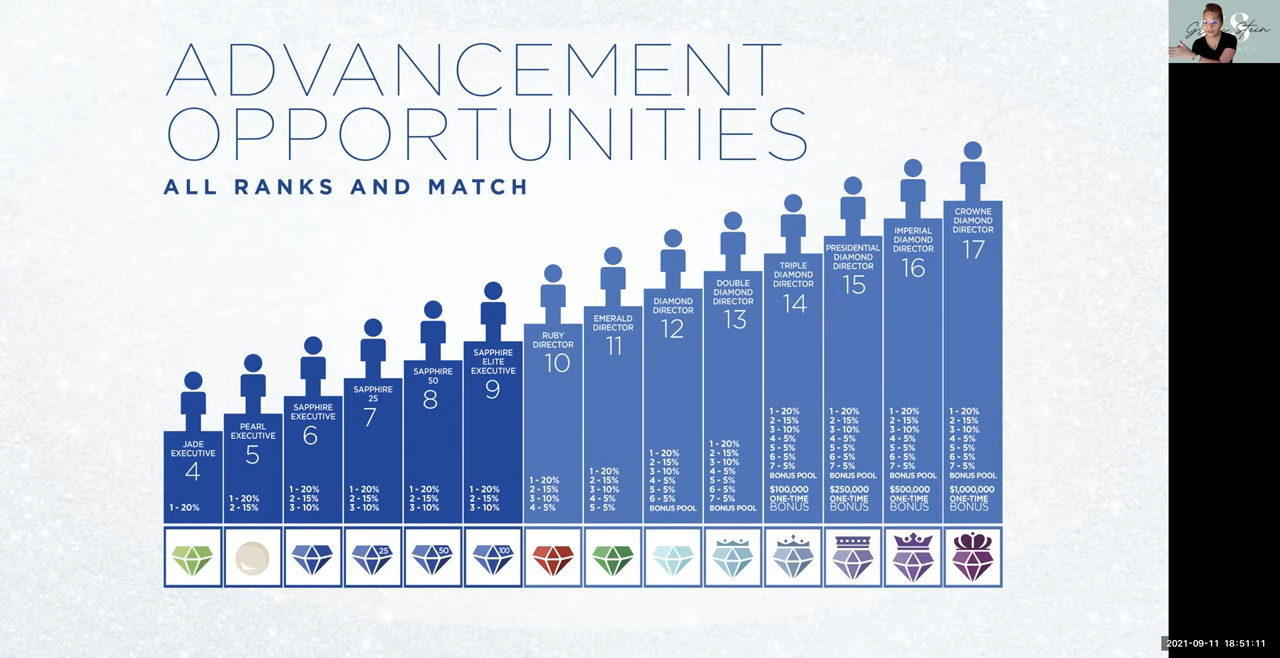 ADVANCEMENT
OPPORTUNITIES
ALL RANKS AND MATCH
JADE
EXECUTIVE
4
1 - 20%
PEARL
EXECUTIVE
5
1 - 20%
2 - 15%
SAPPHIRE
EXECUTIVE
6
1 - 20%
2 - 15%
3 - 10%
SAPPHIRE
25
7
1 - 20%
2 - 15%
3 - 10%
SAPPHIRE
50
8
1 - 20%
2 - 15%
3 - 10%
SAPPHIRE
ELITE
EXECUTIVE
9
1 - 20%
2 - 15%
3 - 10%
RUBY
DIRECTOR
10
1 - 20%
2 - 15%
3 - 10%
4 - 5%
EMERALD
DIRECTOR
11
1 - 20%
2 - 15%
3 - 10%
4 - 5%
5 - 5%
DIAMOND
DIRECTOR
12
1 - 20%
2 - 15%
3 - 10%
4 - 5%
5 - 5%
6 - 5%
BONUS POOL
DOUBLE
DIAMOND
DIRECTOR
13
1 - 20%
2 - 15%
3 - 10%
4 - 5%
5 - 5%
6 - 5%
7 - 5%
BONUS POOL
TRIPLE
DIAMOND
DIRECTOR
14
1 - 20%
2 - 15%
3 - 10%
4 - 5%
5 - 5%
6 - 5%
7 - 5%
BONUS POOL
$100,000
ONE-TIME
BONUS
PRESIDENTIAL
DIAMOND
DIRECTOR
15
1 - 20%
2 - 15%
3 - 10%
4 - 5%
5 - 5%
6 - 5%
7 - 5%
BONUS POOL
$250,000
ONE-TIME
BONUS
IMPERIAL
DIAMOND
DIRECTOR
16
1 - 20%
2 - 15%
3 - 10%
4 - 5%
5 - 5%
6 - 5%
7 - 5%
BONUS POOL
$500,000
ONE-TIME
BONUS
CROWNE
DIAMOND
DIRECTOR
17
1 - 20%
2 - 15%
3 - 10%
4 - 5%
5 - 5%
6 - 5%
7 - 5%
BONUS POOL
$1,000,000
ONE-TIME
BONUS
25
50
100
Stein
2021-09-11 18:51:11